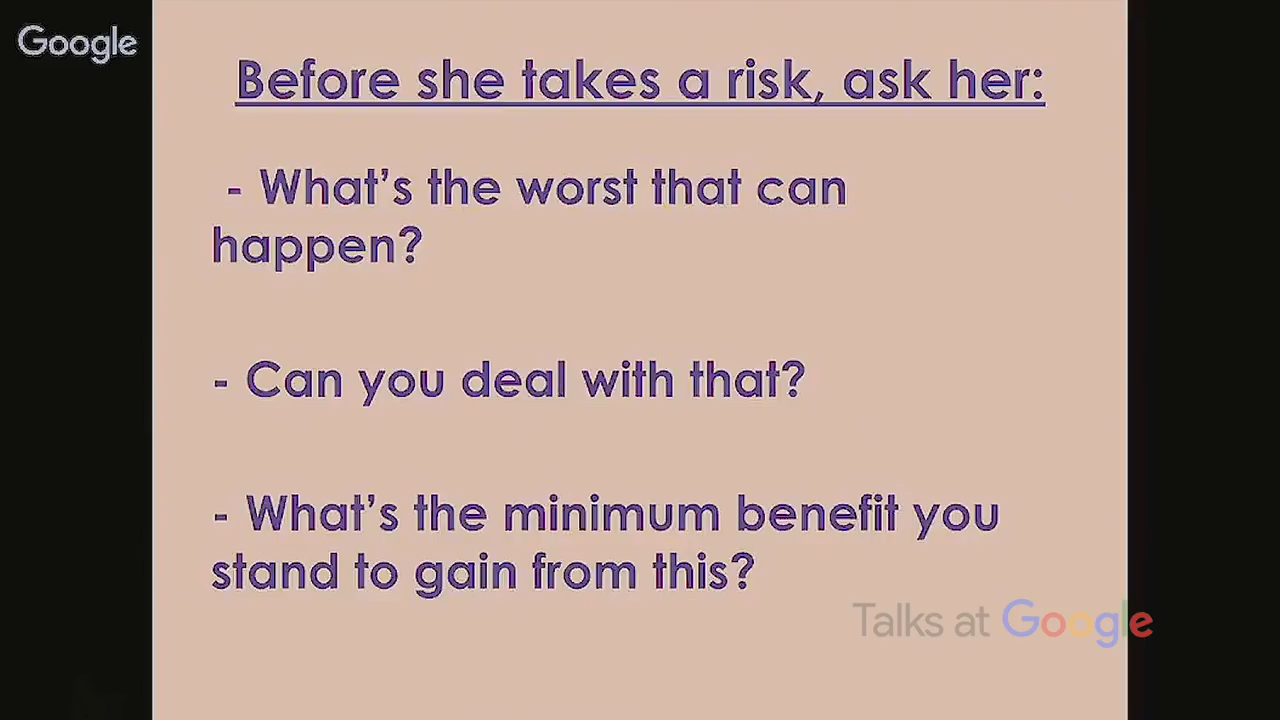 Google
Before she takes a risk, ask her:
- What's the worst that can
happen?
- Can you deal with that?
- What's the minimum benefit you
stand to gain from this?
Talks at Google